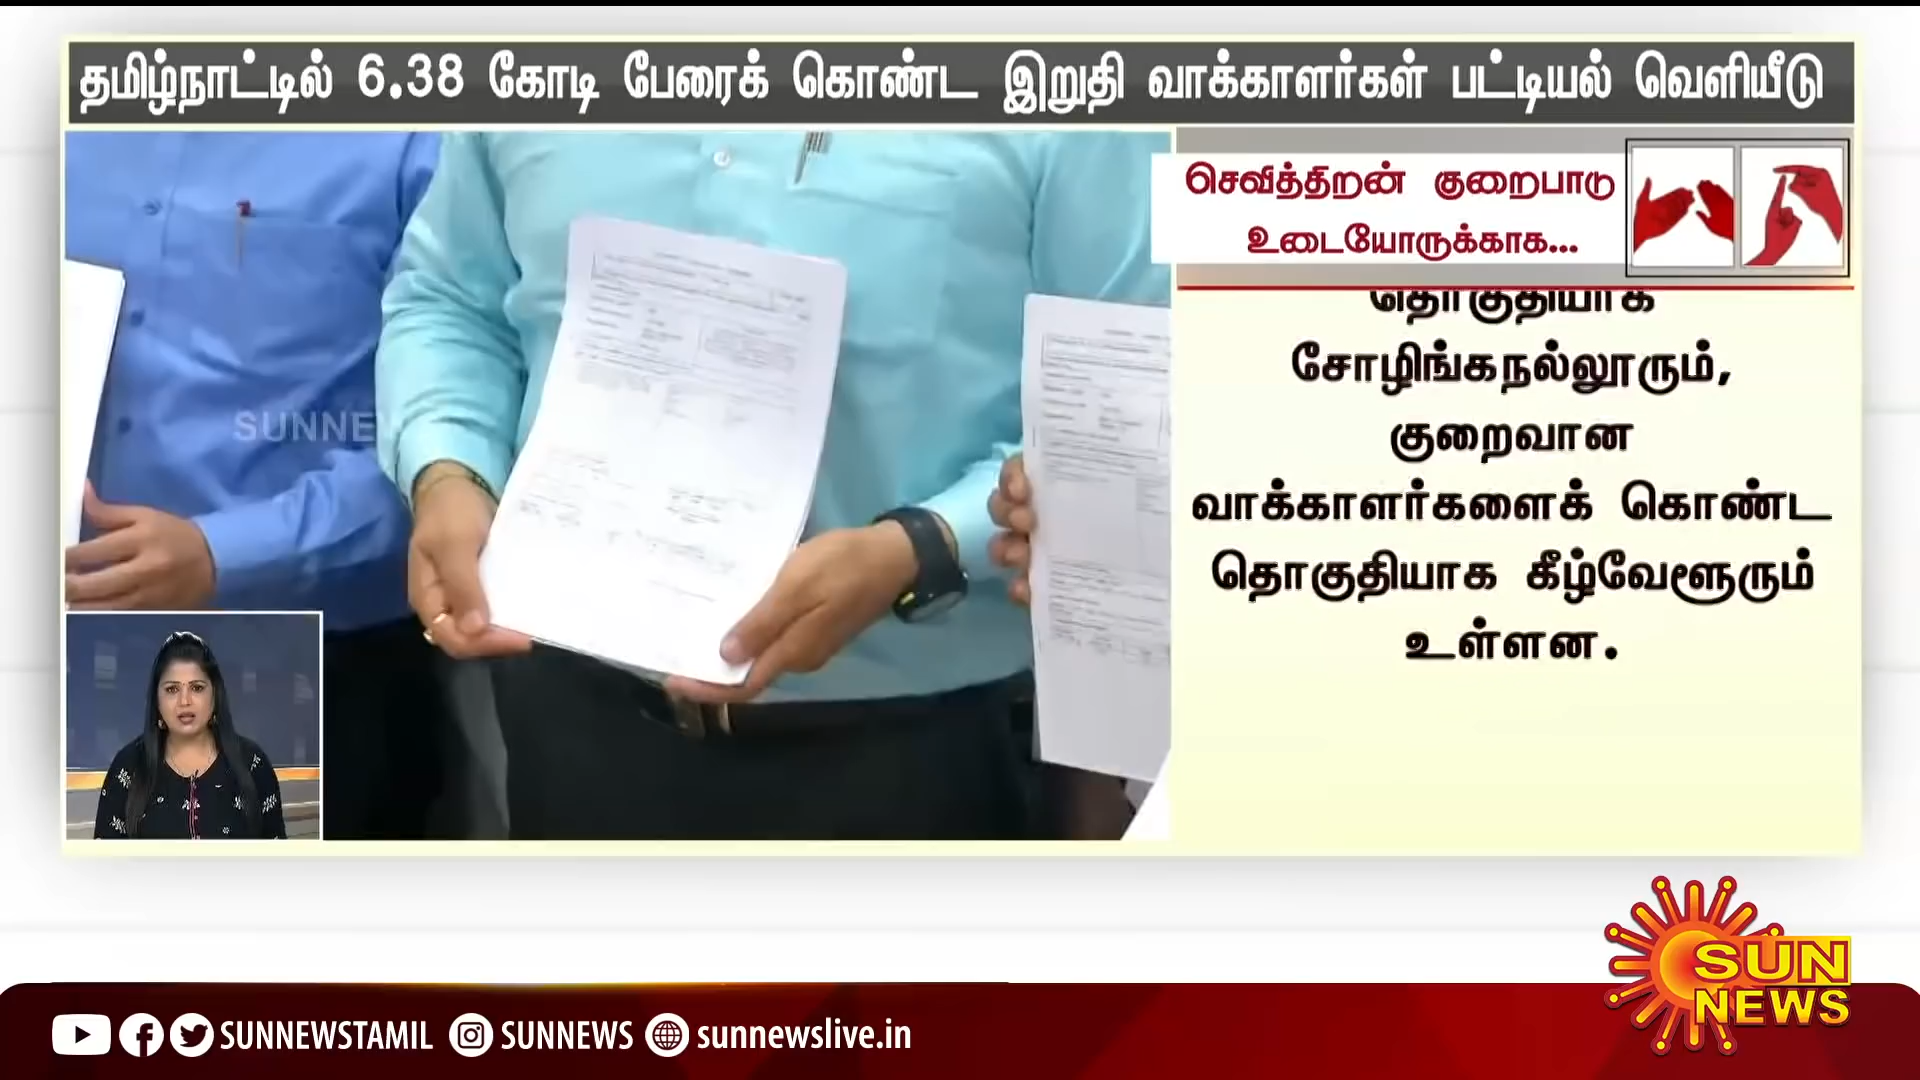 தமிழ்நாட்டில் 6.38 கோடி பேரைக் கொண்ட இறுதி வாக்காளர்கள் பட்டியல் வெளியீடு
செவித்திறன் குறைபாடு
உடையோருக்காக...
தொகுதியாக
சோழிங்கநல்லூரும்,
குறைவான
வாக்காளர்களைக் கொண்ட
தொகுதியாக கீழ்வேளூரும்
உள்ளன.
SUNNEWS
SUN
NEWS
SUNNEWSTAMIL SUNNEWS sunnewslive.in